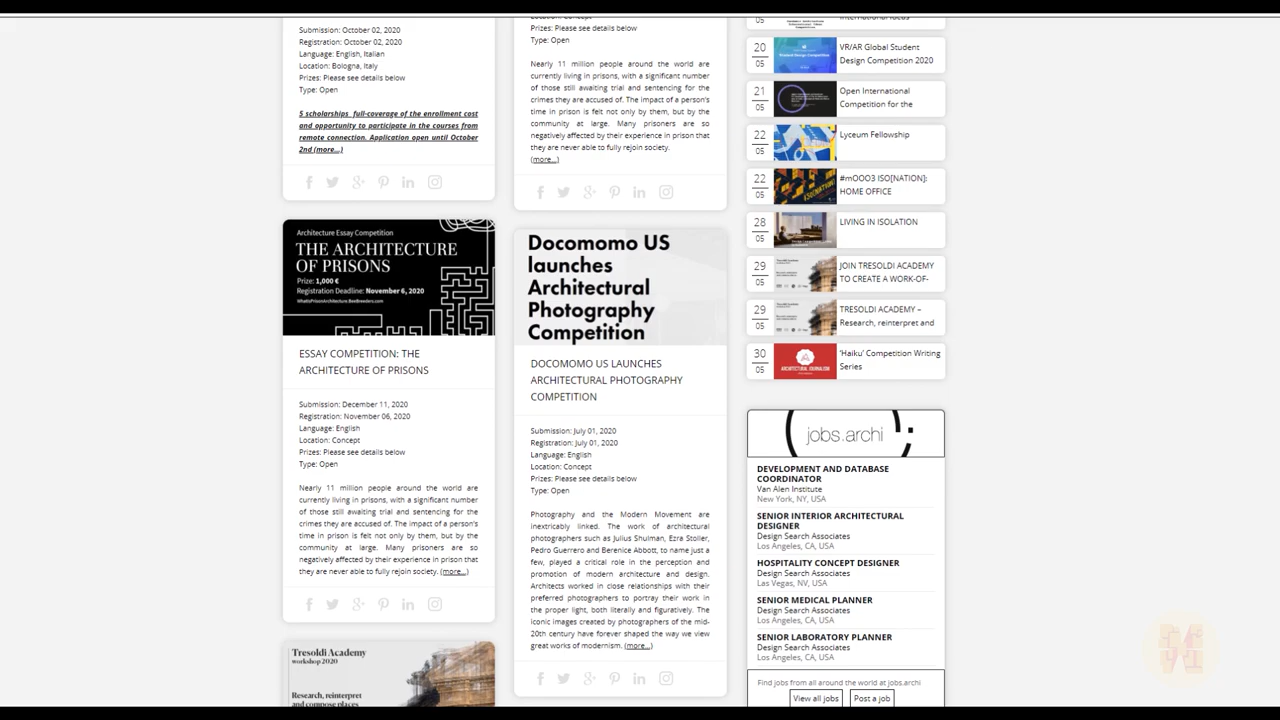 Submission: October 02, 2020
Registration: October 02, 2020
Language: English, Italian
Location: Bologna, Italy
Prizes: Please see details below
Type: Open
5 scholarships full-coverage of the enrollment cost
and opportunity to participate in the courses from
remote connection. Application open until October
2nd (more...)
Architecture Essay Competition:
THE ARCHITECTURE
OF PRISONS
Prize: 1,000 €
Registration Deadline: November 6, 2020
WhatIsPrisonArchitecture.BeeBreeders.com
ESSAY COMPETITION: THE
ARCHITECTURE OF PRISONS
Submission: December 11, 2020
Registration: November 06, 2020
Language: English
Location: Concept
Prizes: Please see details below
Type: Open
Nearly 11 million people around the world are
currently living in prisons, with a significant number
of those still awaiting trial and sentencing for the
crimes they are accused of. The impact of a person's
time in prison is felt not only by them, but by the
community at large. Many prisoners are so
negatively affected by their experience in prison that
they are never able to fully rejoin society. (more...)
Tresoldi Academy
workshop 2020
Research, reinterpret
and compose places
Location: Concept
Prizes: Please see details below
Type: Open
Nearly 11 million people around the world are
currently living in prisons, with a significant number
of those still awaiting trial and sentencing for the
crimes they are accused of. The impact of a person's
time in prison is felt not only by them, but by the
community at large. Many prisoners are so
negatively affected by their experience in prison that
they are never able to fully rejoin society.
(more...)
Docomomo US
launches
Architectural
Photography
Competition
DOCOMOMO US LAUNCHES
ARCHITECTURAL PHOTOGRAPHY
COMPETITION
Submission: July 01, 2020
Registration: July 01, 2020
Language: English
Location: Concept
Prizes: Please see details below
Type: Open
Photography and the Modern Movement are
inextricably linked. The work of architectural
photographers such as Julius Shulman, Ezra Stoller,
Pedro Guerrero and Berenice Abbott, to name just a
few, played a critical role in the perception and
promotion of modern architecture and design.
Architects worked in close relationships with their
preferred photographers to portray their work in
the proper light, both literally and figuratively. The
iconic images created by photographers of the mid-
20th century have forever shaped the way we view
great works of modernism. (more...)
05 International Ideas
20 05 VR/AR Global Student
Design Competition 2020
21 05 Open International
Competition for the
22 05 Lyceum Fellowship
22 05 #mOOO3 ISO[NATION]:
HOME OFFICE
28 05 LIVING IN ISOLATION
29 05 JOIN TRESOLDI ACADEMY
TO CREATE A WORK-OF-
29 05 TRESOLDI ACADEMY –
Research, reinterpret and
30 05 'Haiku' Competition Writing
Series
ARCHITECTURAL JOURNALISM
jobs.archi
DEVELOPMENT AND DATABASE
COORDINATOR
Van Alen Institute
New York, NY, USA
SENIOR INTERIOR ARCHITECTURAL
DESIGNER
Design Search Associates
Los Angeles, CA, USA
HOSPITALITY CONCEPT DESIGNER
Design Search Associates
Las Vegas, NV, USA
SENIOR MEDICAL PLANNER
Design Search Associates
Los Angeles, CA, USA
SENIOR LABORATORY PLANNER
Design Search Associates
Los Angeles, CA, USA
Find jobs from all around the world at jobs.archi
View all jobs Post a job